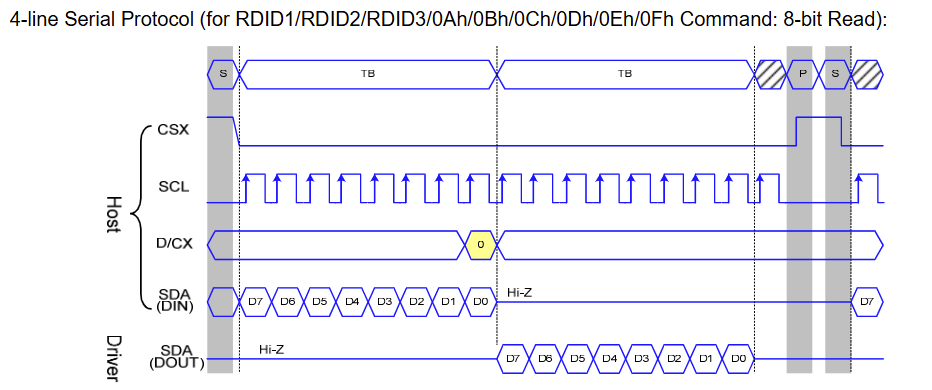 4-line Serial Protocol (for RDID1/RDID2/RDID3/0Ah/0Bh/0Ch/0Dh/0Eh/0Fh Command: 8-bit Read):
S TB TB P S
CSX
SCL
D/CX 0
SDA
(DIN) D7 D6 D5 D4 D3 D2 D1 D0 Hi-Z D7
SDA
(DOUT) Hi-Z D7 D6 D5 D4 D3 D2 D1 D0
Host
Driver